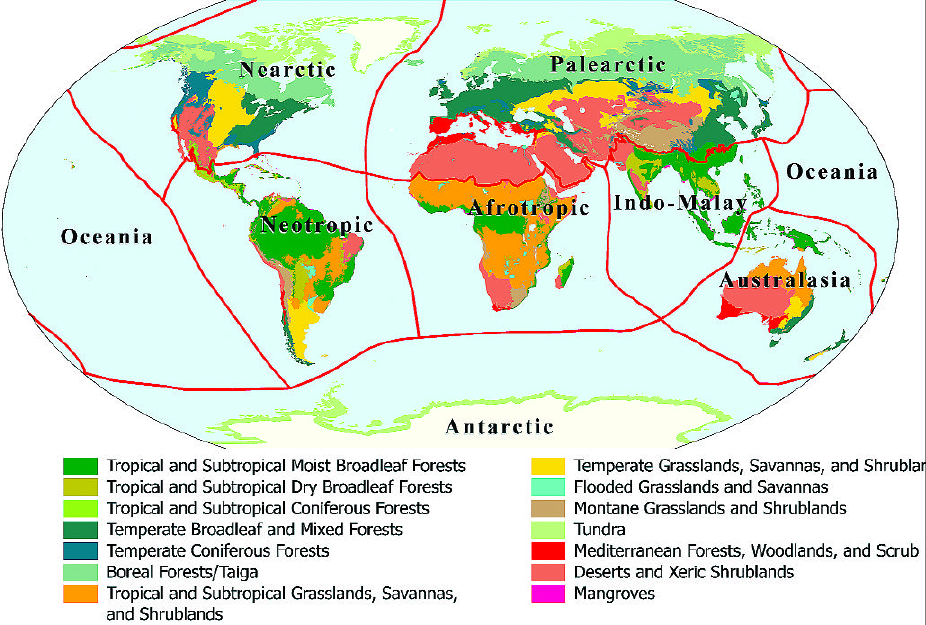 Nearctic
Palearctic
Oceania
Oceania
Neotropic
Afrotropic
Indo-Malay
Australasia
Antarctic
Tropical and Subtropical Moist Broadleaf Forests
Tropical and Subtropical Dry Broadleaf Forests
Tropical and Subtropical Coniferous Forests
Temperate Broadleaf and Mixed Forests
Temperate Coniferous Forests
Boreal Forests/Taiga
Tropical and Subtropical Grasslands, Savannas,
and Shrublands
Temperate Grasslands, Savannas, and Shrublar
Flooded Grasslands and Savannas
Montane Grasslands and Shrublands
Tundra
Mediterranean Forests, Woodlands, and Scrub
Deserts and Xeric Shrublands
Mangroves